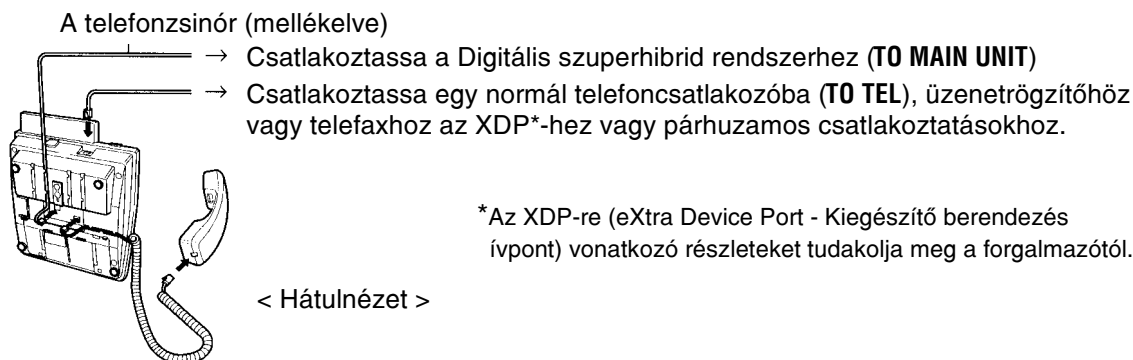 A telefonzsinór (mellékelve)
→ Csatlakoztassa a Digitális szuperhibrid rendszerhez (TO MAIN UNIT)
→ Csatlakoztassa egy normál telefoncsatlakozóba (TO TEL), üzenetrögzítőhöz
vagy telefaxhoz az XDP*-hez vagy párhuzamos csatlakoztatásokhoz.
*Az XDP-re (eXtra Device Port - Kiegészítő berendezés
ívpont) vonatkozó részleteket tudakolja meg a forgalmazótól.
< Hátulnézet >